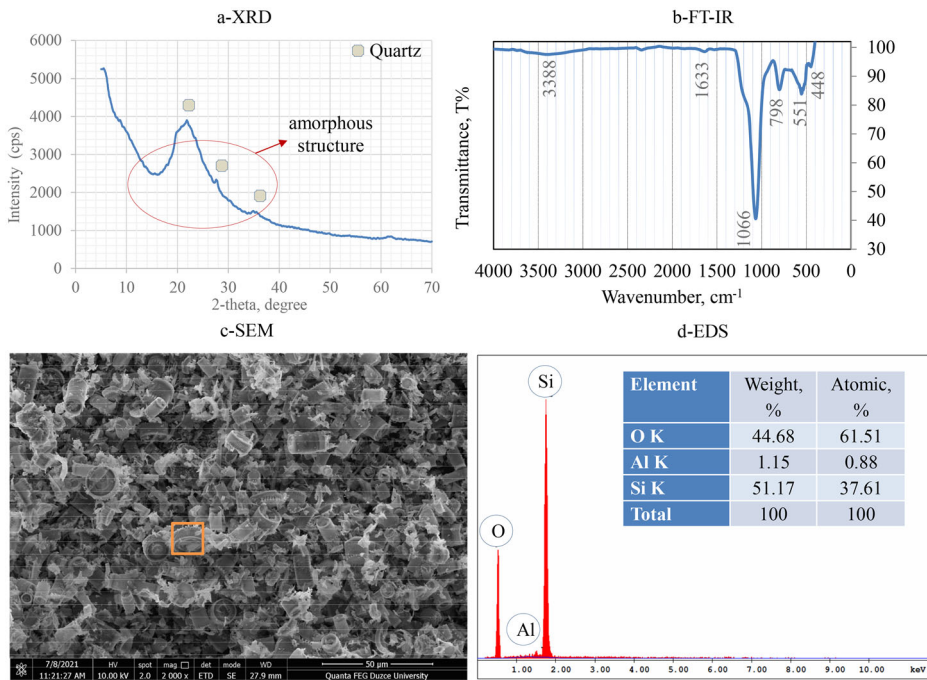 a-XRD
6000
5000
4000
3000
2000
1000
0
Intensity (cps)
Quartz
amorphous
structure
0 10 20 30 40 50 60 70
2-theta, degree
b-FT-IR
100
90
80
70
60
50
40
30
Transmittance, T%
3388
1633
1066
798
551
448
4000 3500 3000 2500 2000 1500 1000 500 0
Wavenumber, cm-1
c-SEM
7/8/2021
11:21:27 AM
HV
10.00 kV
spot
2.0
mag
2 000 x
det
ETD
mode
SE
WD
27.9 mm
50 µm
Quanta FEG Duzce University
d-EDS
Si
O
Al
Element Weight, % Atomic, %
O K 44.68 61.51
Al K 1.15 0.88
Si K 51.17 37.61
Total 100 100
1.00 2.00 3.00 4.00 5.00 6.00 7.00 8.00 9.00 10.00 keV